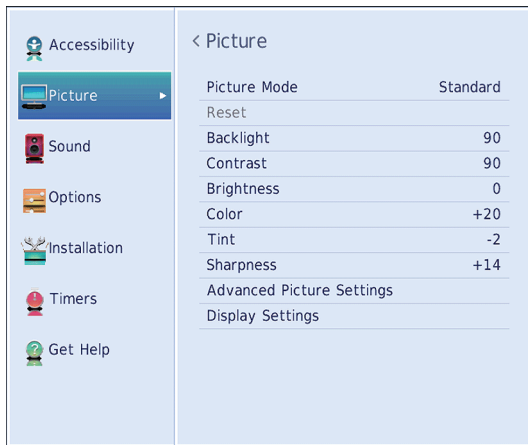 Accessibility
Picture
Sound
Options
Installation
Timers
Get Help
Picture
Picture Mode Standard
Reset
Backlight 90
Contrast 90
Brightness 0
Color +20
Tint -2
Sharpness +14
Advanced Picture Settings
Display Settings